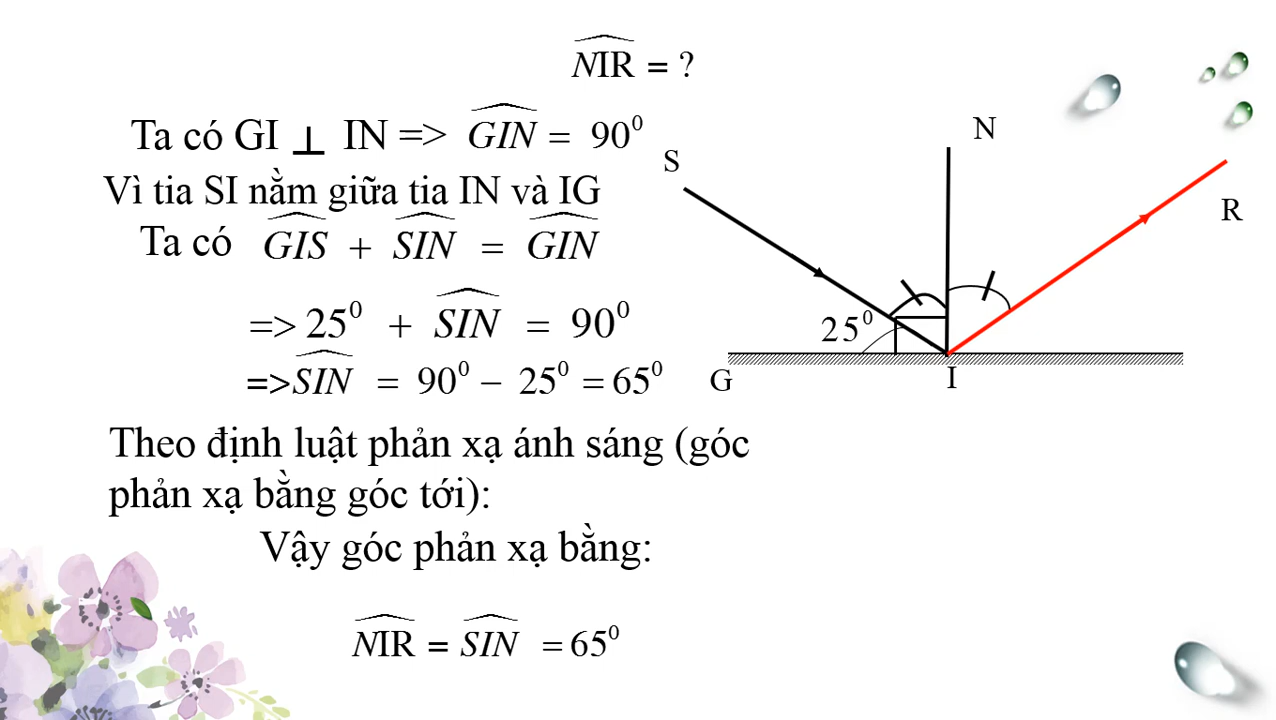 NIR = ?
Ta có GI ⊥ IN => GIN = 90⁰
Vì tia SI nằm giữa tia IN và IG
Ta có GIS + SIN = GIN
=> 25⁰ + SIN = 90⁰
=> SIN = 90⁰ − 25⁰ = 65⁰
Theo định luật phản xạ ánh sáng (góc
phản xạ bằng góc tới):
Vậy góc phản xạ bằng:
NIR = SIN = 65⁰
N
S
R
25⁰
G
I